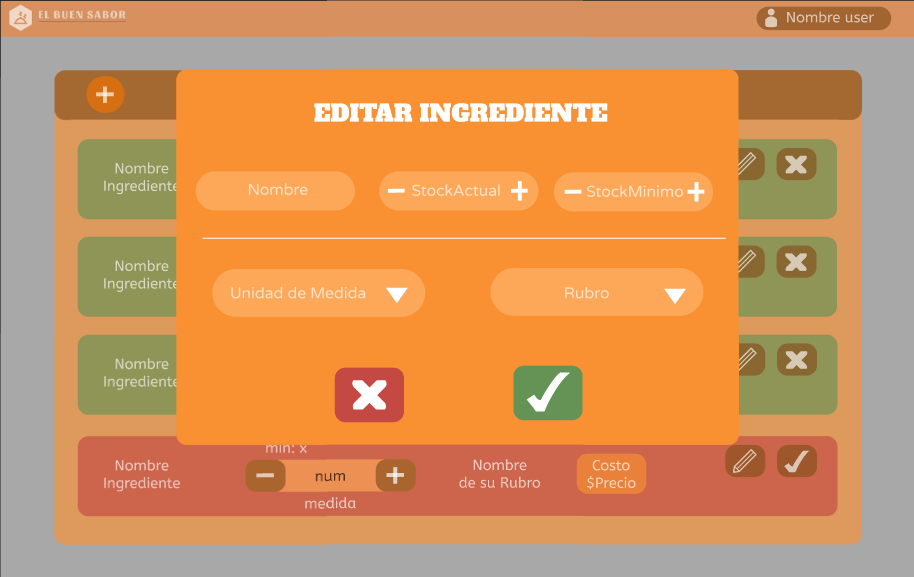 EL BUEN SABOR
Nombre user
EDITAR INGREDIENTE
Nombre
StockActual
StockMinimo
Unidad de Medida
Rubro
Nombre
Ingrediente
Nombre
Ingrediente
Nombre
Ingrediente
min: x
Nombre
Ingrediente
num
medida
Nombre
de su Rubro
Costo
$Precio